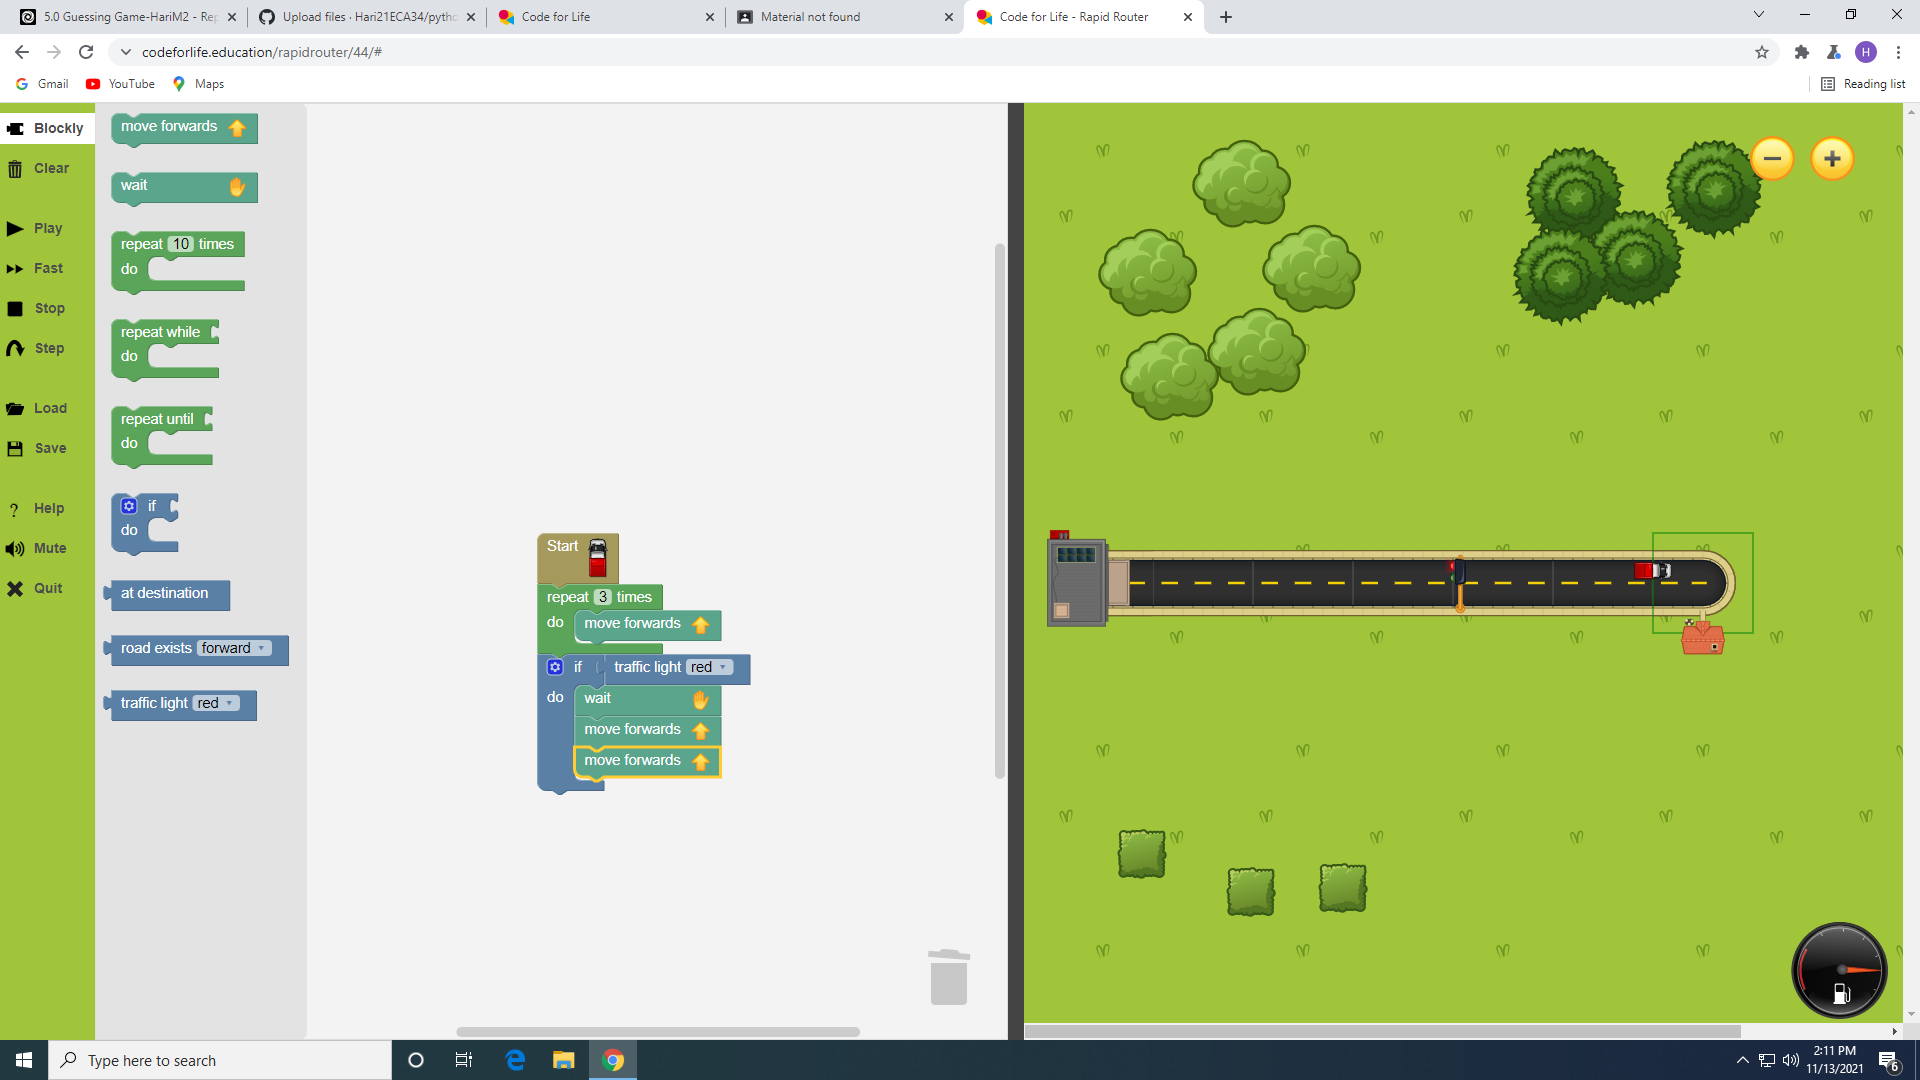 5.0 Guessing Game-HariM2 - Rep
Upload files · Hari21ECA34/pytho
Code for Life
Material not found
Code for Life - Rapid Router
codeforlife.education/rapidrouter/44/#
H
Gmail
YouTube
Maps
Reading list
Blockly
Clear
Play
Fast
Stop
Step
Load
Save
Help
Mute
Quit
move forwards
wait
repeat 10 times
do
repeat while
do
repeat until
do
if
do
at destination
road exists forward
traffic light red
Start
repeat 3 times
do move forwards
if traffic light red
do wait
move forwards
move forwards
Type here to search
2:11 PM
11/13/2021
6